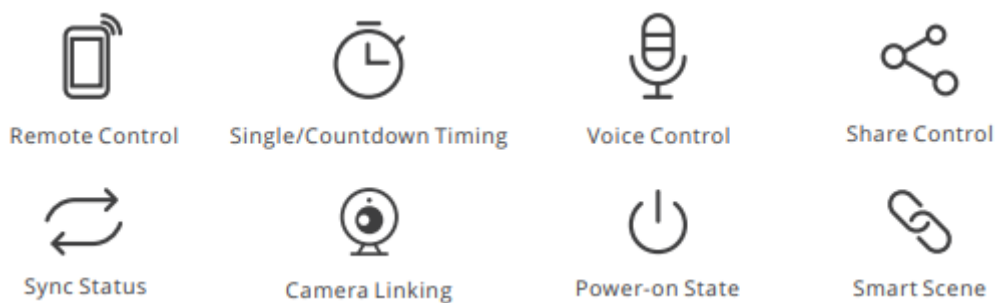 Remote Control
Single/Countdown Timing
Voice Control
Share Control
Sync Status
Camera Linking
Power-on State
Smart Scene